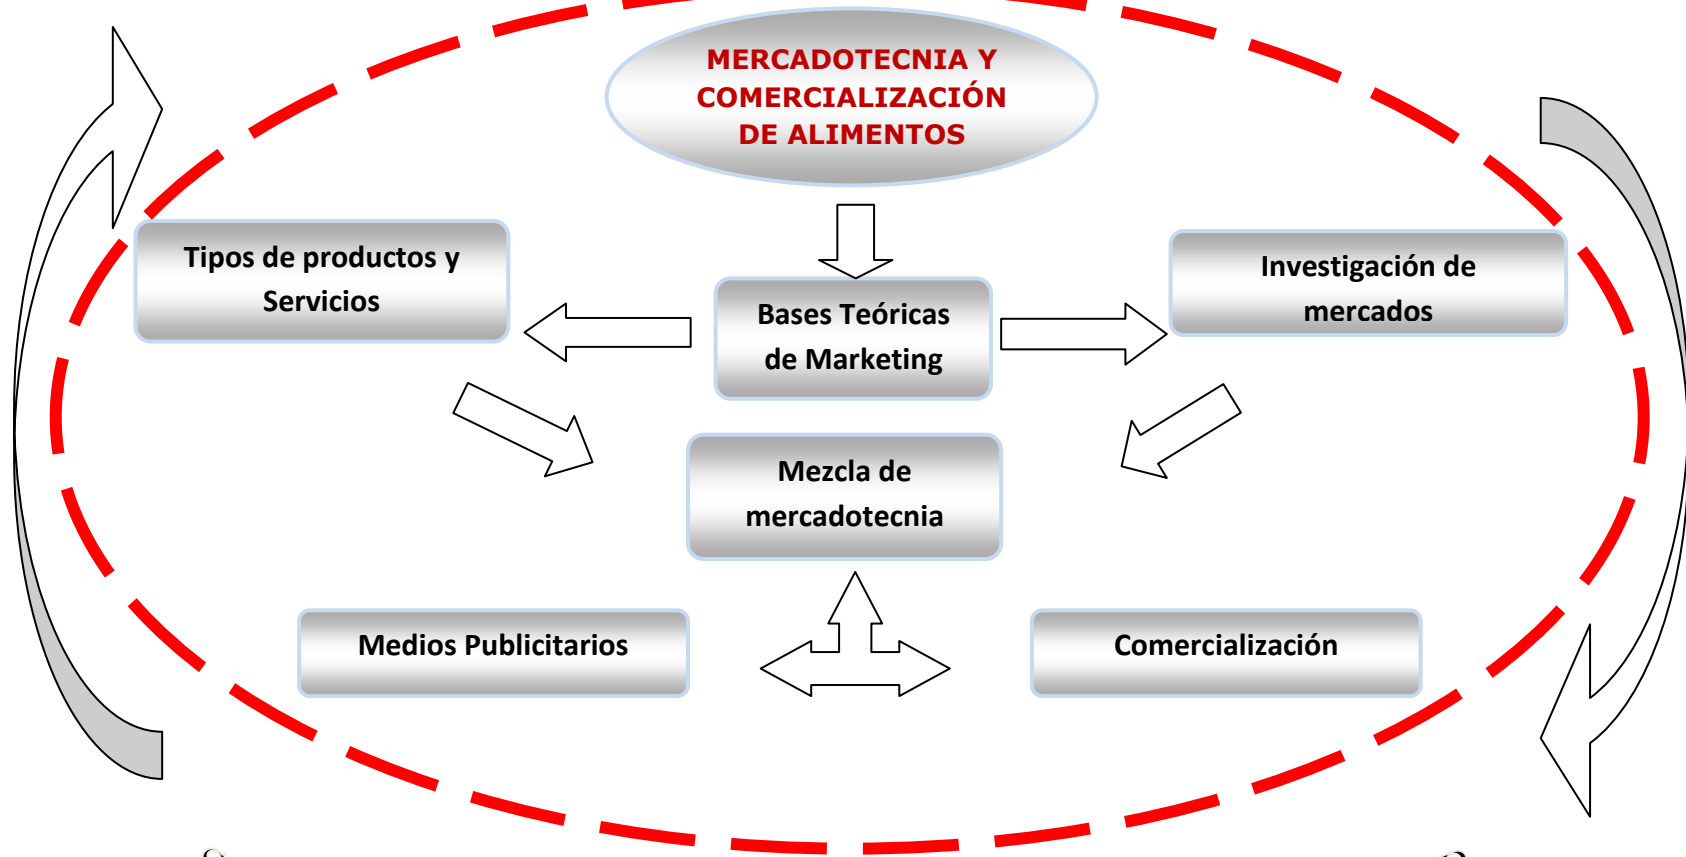 MERCADOTECNIA Y
COMERCIALIZACIÓN
DE ALIMENTOS
Tipos de productos y
Servicios
Bases Teóricas
de Marketing
Investigación de
mercados
Mezcla de
mercadotecnia
Medios Publicitarios
Comercialización